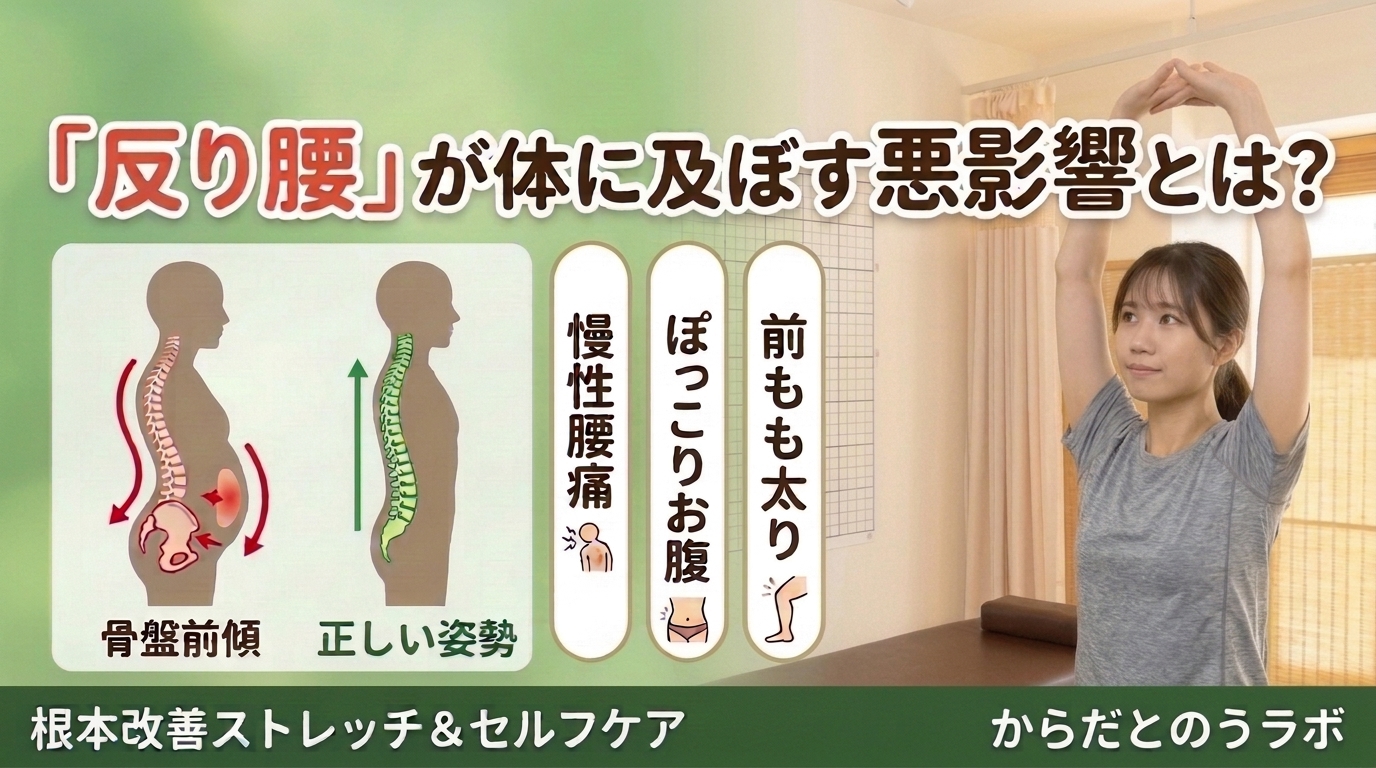 「反り腰」が体に及ぼす悪影響とは?
骨盤前傾
正しい姿勢
慢性腰痛
ぽっこりお腹
前もも太り
根本改善ストレッチ&セルフケア
からだとのうラボ